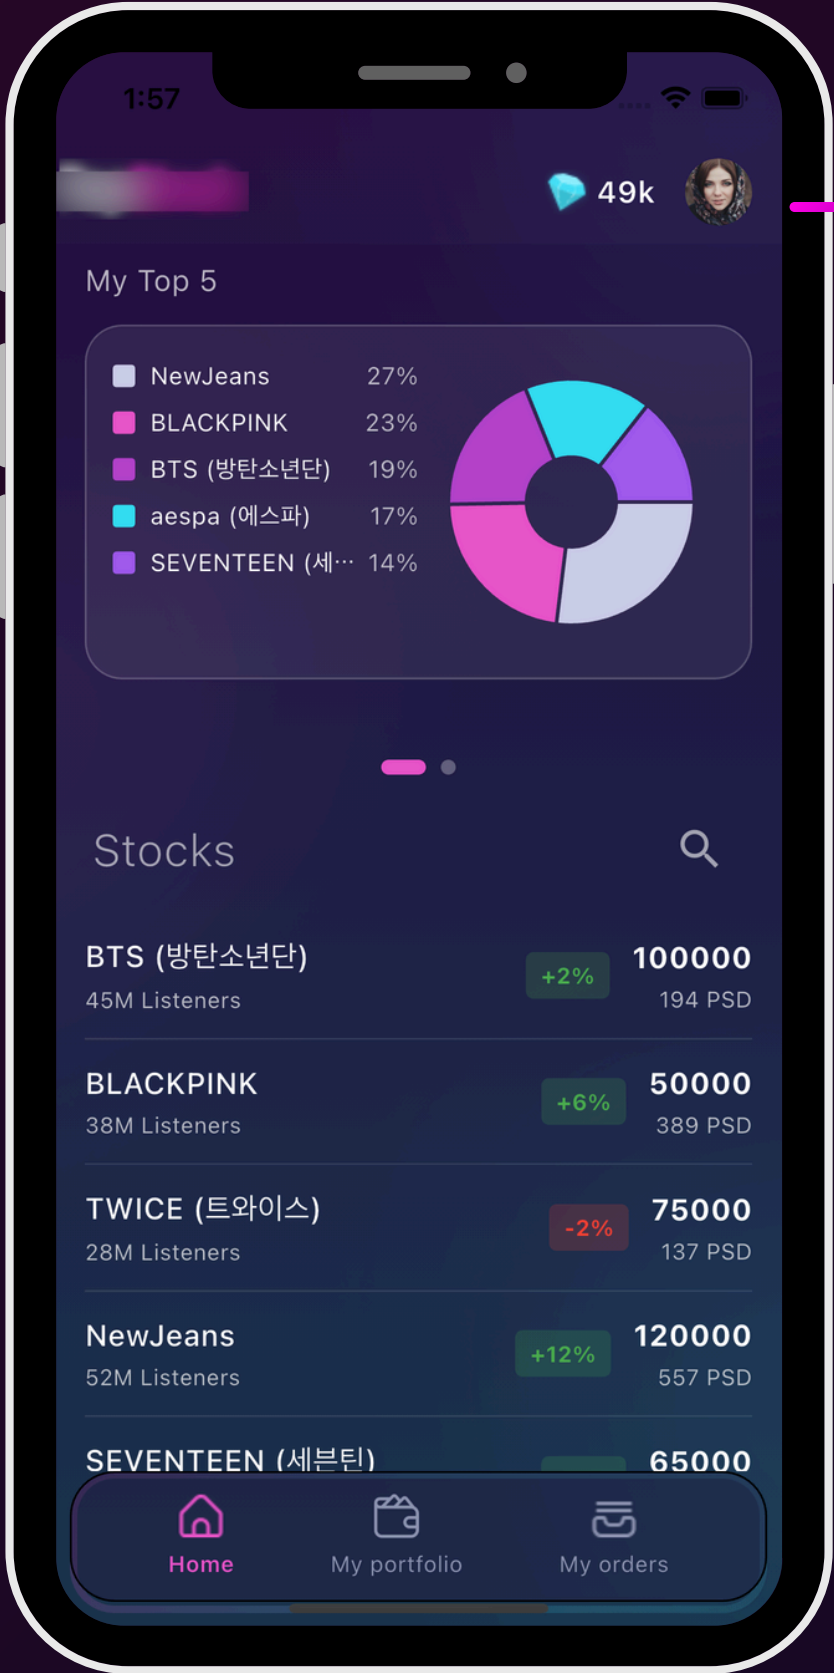 1:57
49k
My Top 5
NewJeans 27%
BLACKPINK 23%
BTS (방탄소년단) 19%
aespa (에스파) 17%
SEVENTEEN (세… 14%
Stocks
BTS (방탄소년단) +2% 100000
45M Listeners 194 PSD
BLACKPINK +6% 50000
38M Listeners 389 PSD
TWICE (트와이스) -2% 75000
28M Listeners 137 PSD
NewJeans +12% 120000
52M Listeners 557 PSD
SEVENTEEN (세븐틴) 65000
Home My portfolio My orders